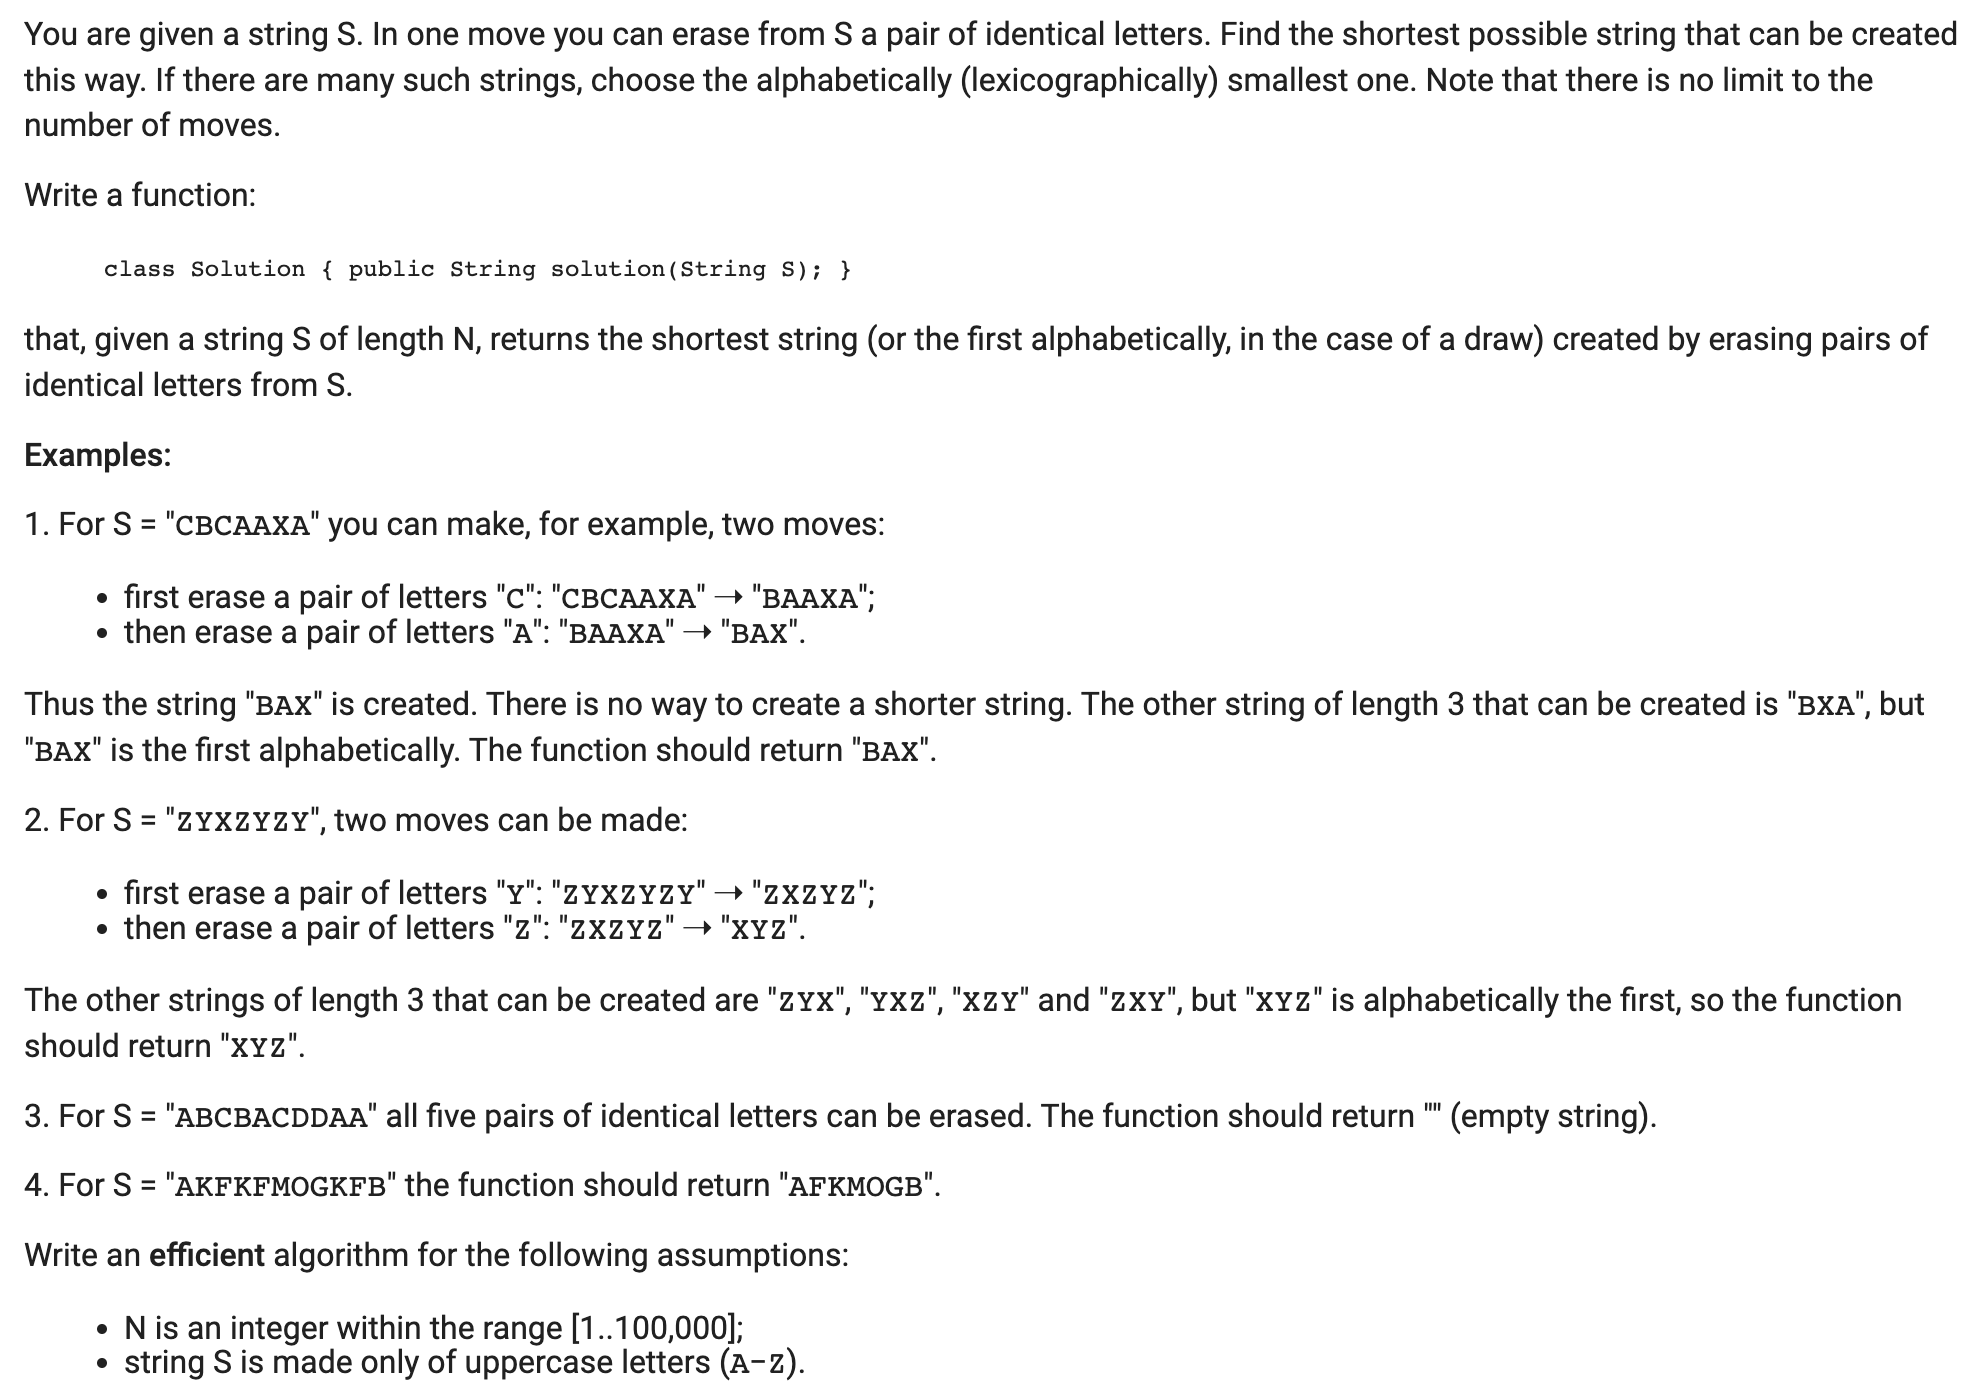 You are given a string S. In one move you can erase from S a pair of identical letters. Find the shortest possible string that can be created
this way. If there are many such strings, choose the alphabetically (lexicographically) smallest one. Note that there is no limit to the
number of moves.
Write a function:
class Solution { public String solution(String S); }
that, given a string S of length N, returns the shortest string (or the first alphabetically, in the case of a draw) created by erasing pairs of
identical letters from S.
Examples:
1. For S = "CBCAAXA" you can make, for example, two moves:
• first erase a pair of letters "C": "CBCAAXA" → "BAAXA";
• then erase a pair of letters "A": "BAAXA" → "BAX".
Thus the string "BAX" is created. There is no way to create a shorter string. The other string of length 3 that can be created is "BXA", but
"BAX" is the first alphabetically. The function should return "BAX".
2. For S = "ZYXZYZY", two moves can be made:
• first erase a pair of letters "Y": "ZYXZYZY" → "ZXZYZ";
• then erase a pair of letters "Z": "ZXZYZ" → "XYZ".
The other strings of length 3 that can be created are "ZYX", "YXZ", "XZY" and "ZXY", but "XYZ" is alphabetically the first, so the function
should return "XYZ".
3. For S = "ABCBACDDAA" all five pairs of identical letters can be erased. The function should return "" (empty string).
4. For S = "AKFKFMOGKFB" the function should return "AFKMOGB".
Write an efficient algorithm for the following assumptions:
• N is an integer within the range [1..100,000];
• string S is made only of uppercase letters (A-Z).